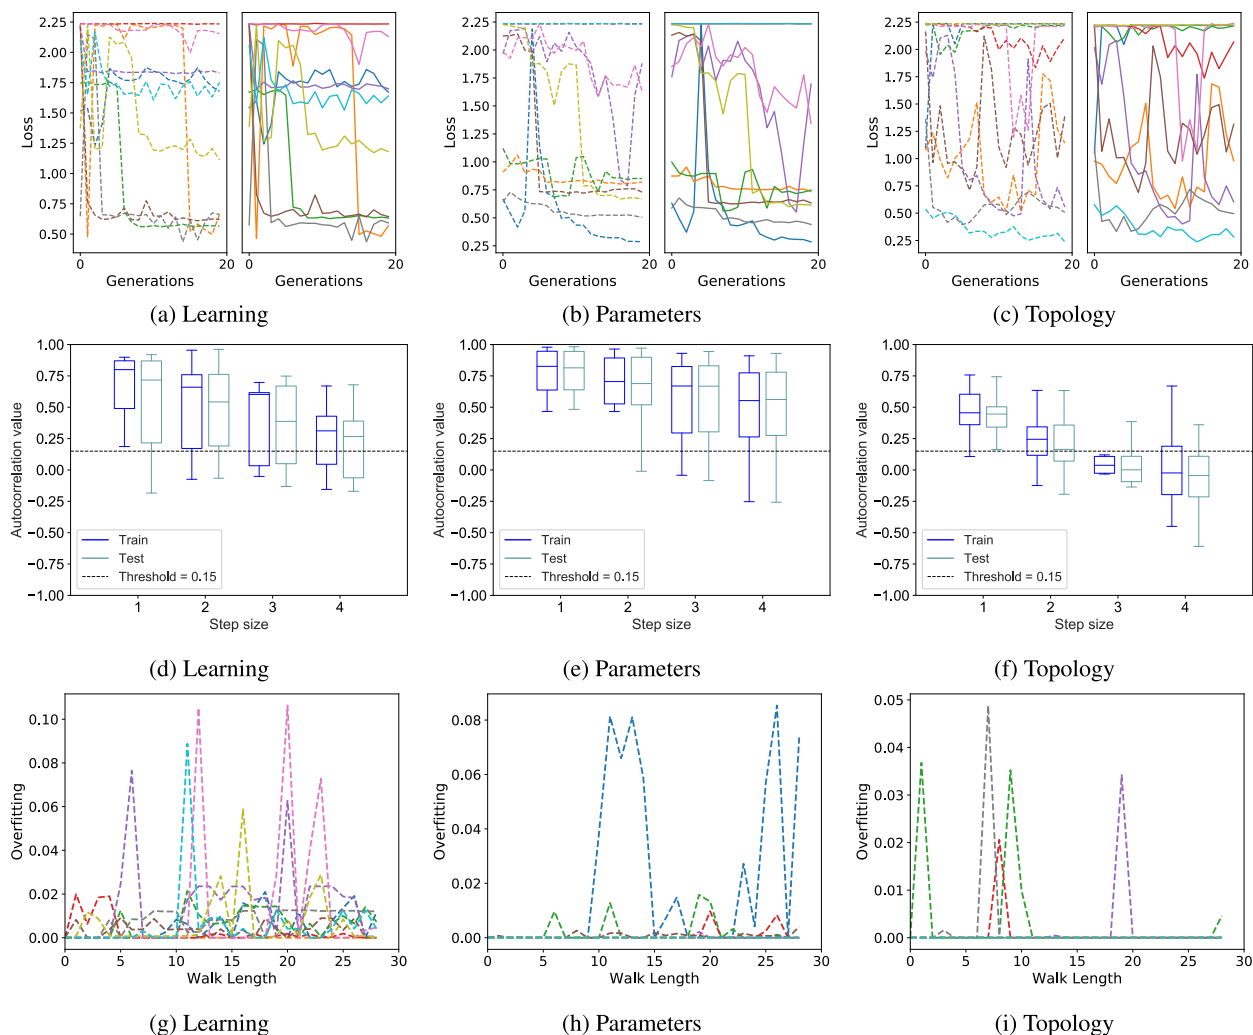 2.25
2.00
1.75
1.50
1.25
1.00
0.75
0.50
Loss
0 20
Generations
0 20
Generations
(a) Learning
2.25
2.00
1.75
1.50
1.25
1.00
0.75
0.50
0.25
Loss
0 20
Generations
0 20
Generations
(b) Parameters
2.25
2.00
1.75
1.50
1.25
1.00
0.75
0.50
0.25
Loss
0 20
Generations
0 20
Generations
(c) Topology
1.00
0.75
0.50
0.25
0.00
−0.25
−0.50
−0.75
−1.00
Autocorrelation value
Train
Test
Threshold = 0.15
1 2 3 4
Step size
(d) Learning
1.00
0.75
0.50
0.25
0.00
−0.25
−0.50
−0.75
−1.00
Autocorrelation value
Train
Test
Threshold = 0.15
1 2 3 4
Step size
(e) Parameters
1.00
0.75
0.50
0.25
0.00
−0.25
−0.50
−0.75
−1.00
Autocorrelation value
Train
Test
Threshold = 0.15
1 2 3 4
Step size
(f) Topology
0.10
0.08
0.06
0.04
0.02
0.00
Overfitting
0 5 10 15 20 25 30
Walk Length
(g) Learning
0.08
0.06
0.04
0.02
0.00
Overfitting
0 5 10 15 20 25 30
Walk Length
(h) Parameters
0.05
0.04
0.03
0.02
0.01
0.00
Overfitting
0 5 10 15 20 25 30
Walk Length
(i) Topology